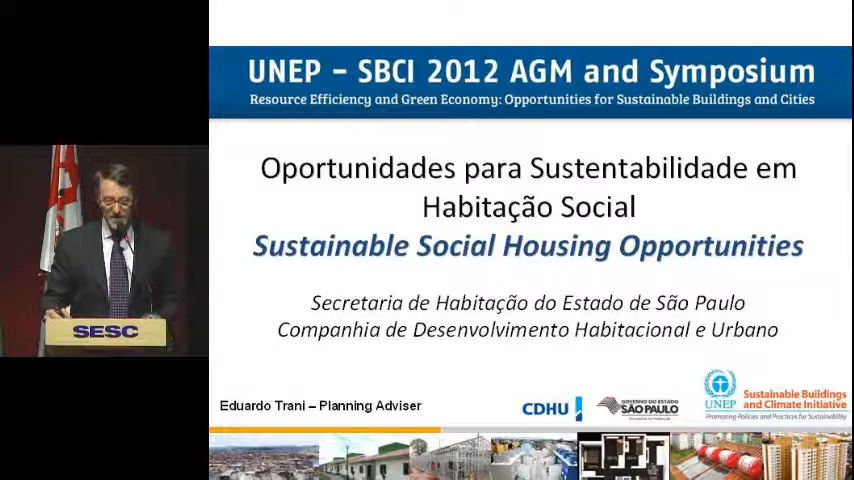 UNEP – SBCI 2012 AGM and Symposium
Resource Efficiency and Green Economy: Opportunities for Sustainable Buildings and Cities
Oportunidades para Sustentabilidade em
Habitação Social
Sustainable Social Housing Opportunities
Secretaria de Habitação do Estado de São Paulo
Companhia de Desenvolvimento Habitacional e Urbano
SESC
Eduardo Trani – Planning Adviser
CDHU
GOVERNO DO ESTADO
SÃO PAULO
UNEP
Sustainable Buildings
and Climate Initiative
Promoting Policies and Practices for Sustainability